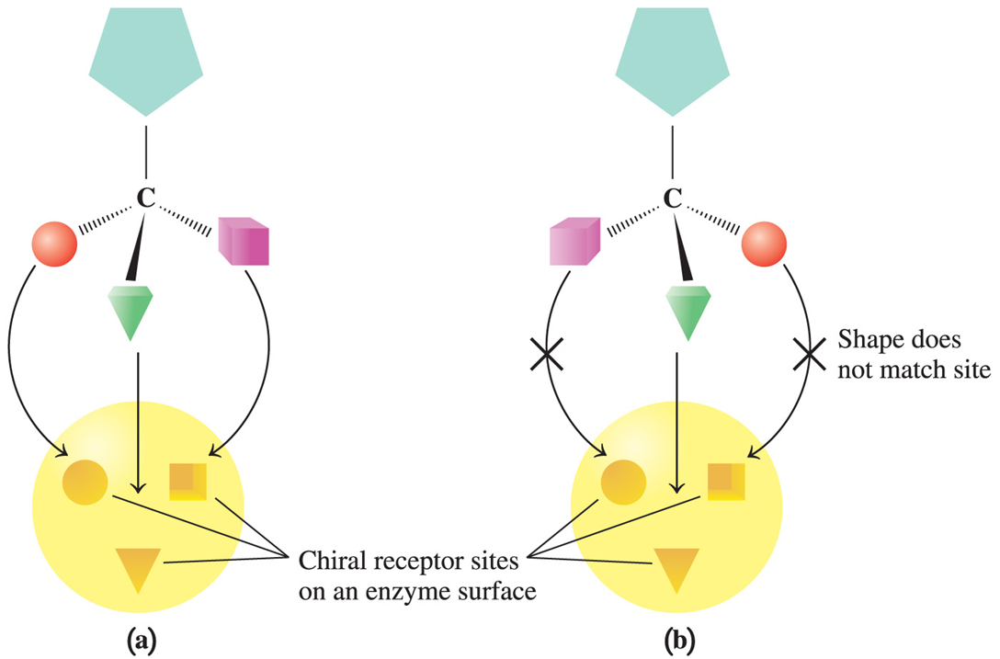 C
C
Shape does
not match site
Chiral receptor sites
on an enzyme surface
(a)
(b)